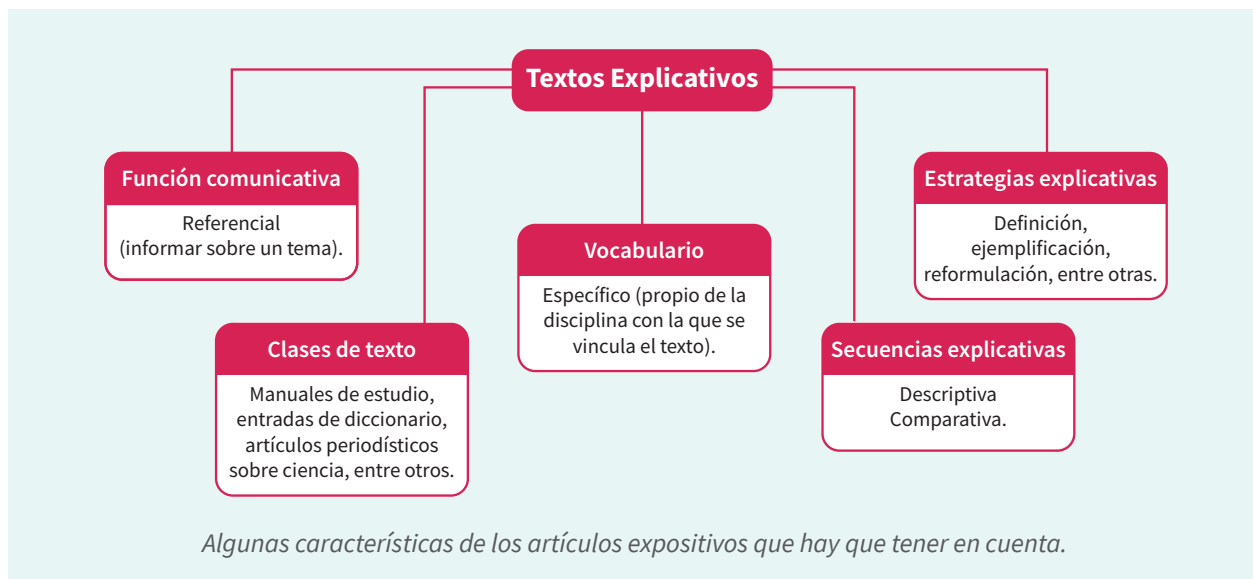 Textos Explicativos
Función comunicativa
Referencial
(informar sobre un tema).
Clases de texto
Manuales de estudio,
entradas de diccionario,
artículos periodísticos
sobre ciencia, entre otros.
Vocabulario
Específico (propio de la
disciplina con la que se
vincula el texto).
Secuencias explicativas
Descriptiva
Comparativa.
Estrategias explicativas
Definición,
ejemplificación,
reformulación, entre otras.
Algunas características de los artículos expositivos que hay que tener en cuenta.